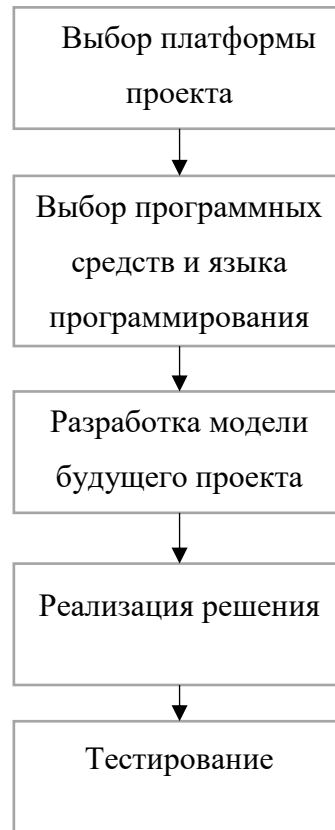 Выбор платформы
проекта
Выбор программных
средств и языка
программирования
Разработка модели
будущего проекта
Реализация решения
Тестирование